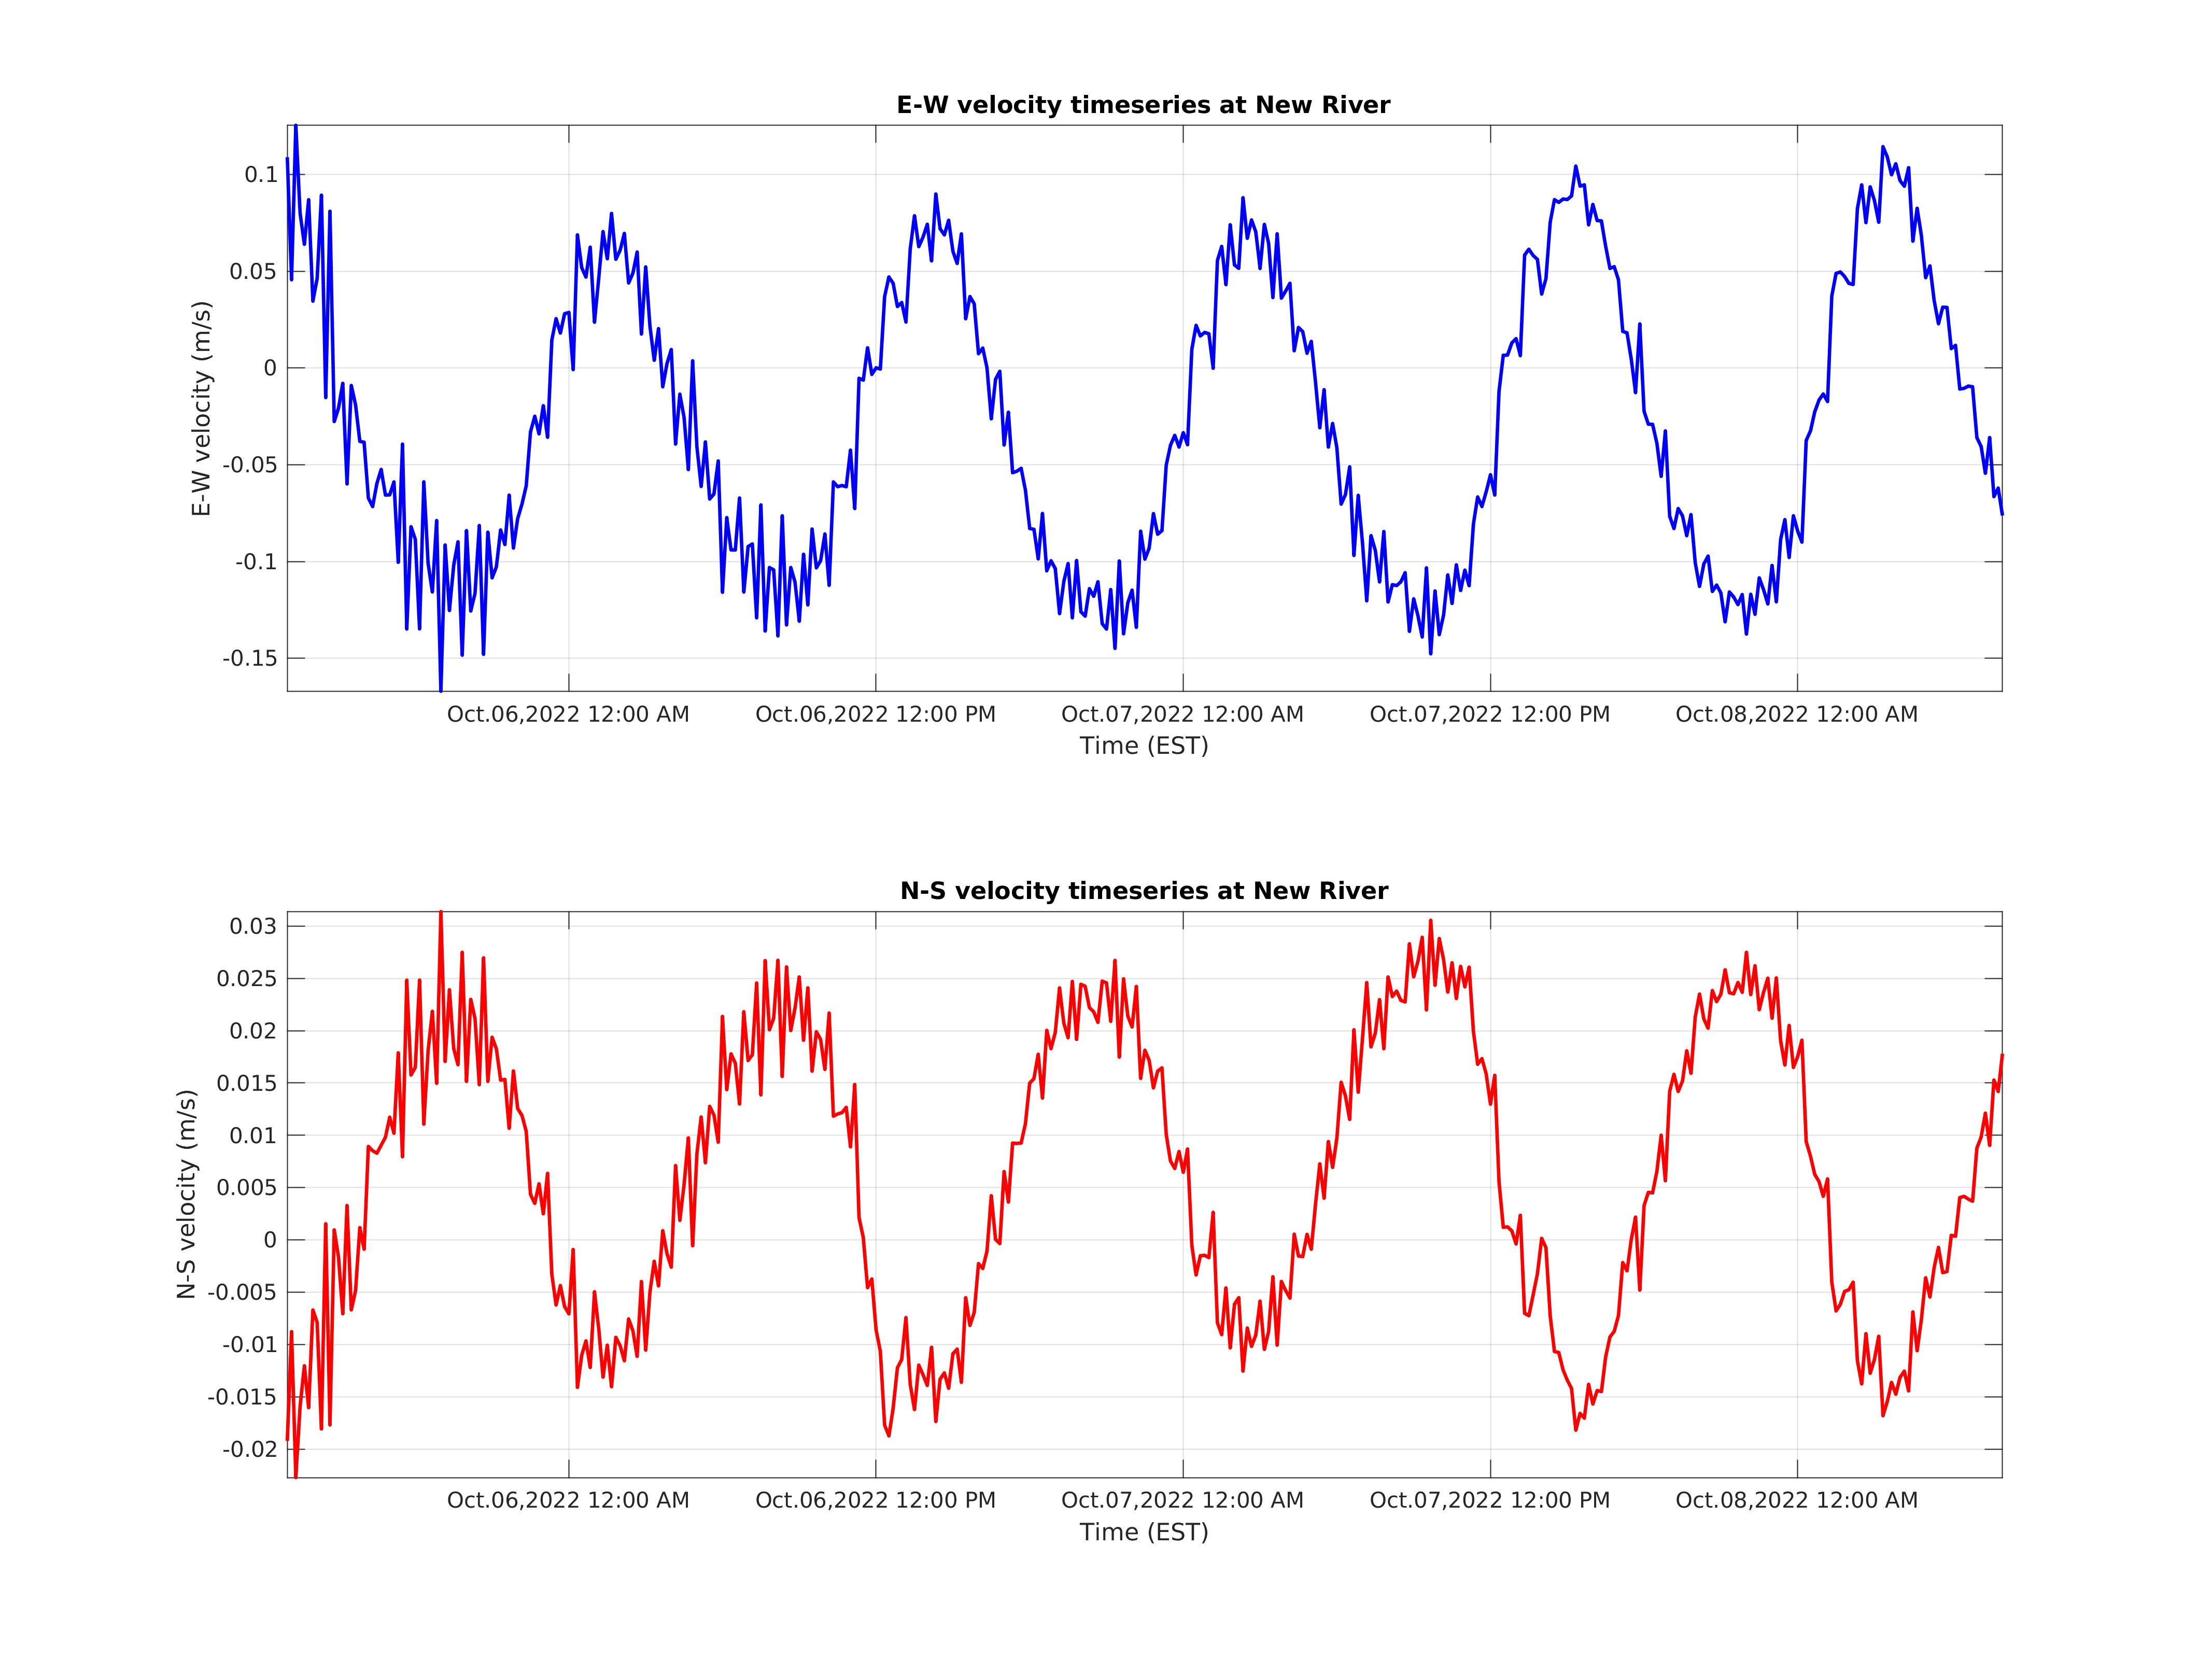 E-W velocity timeseries at New River
E-W velocity (m/s)
0.1
0.05
0
-0.05
-0.1
-0.15
Oct.06,2022 12:00 AM Oct.06,2022 12:00 PM Oct.07,2022 12:00 AM Oct.07,2022 12:00 PM Oct.08,2022 12:00 AM
Time (EST)
N-S velocity timeseries at New River
N-S velocity (m/s)
0.03
0.025
0.02
0.015
0.01
0.005
0
-0.005
-0.01
-0.015
-0.02
Oct.06,2022 12:00 AM Oct.06,2022 12:00 PM Oct.07,2022 12:00 AM Oct.07,2022 12:00 PM Oct.08,2022 12:00 AM
Time (EST)